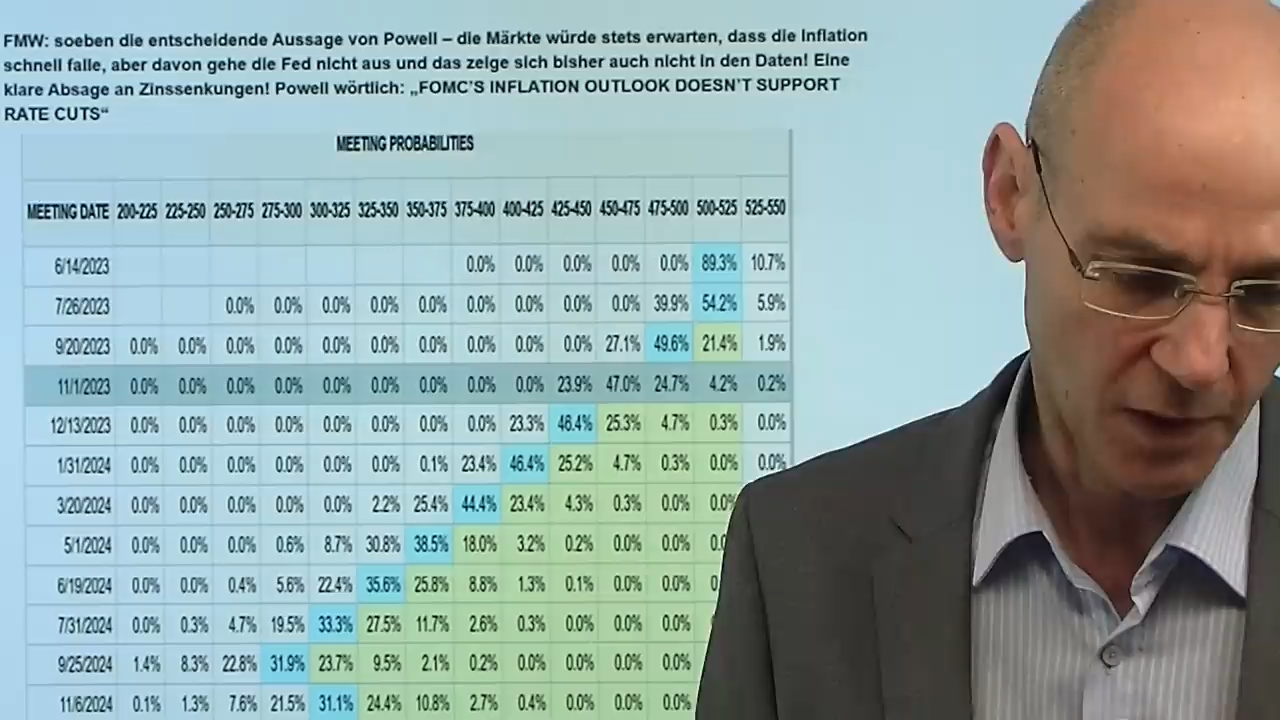 FMW: soeben die entscheidende Aussage von Powell – die Märkte würde stets erwarten, dass die Inflation
schnell falle, aber davon gehe die Fed nicht aus und das zeige sich bisher auch nicht in den Daten! Eine
klare Absage an Zinssenkungen! Powell wörtlich: „FOMC'S INFLATION OUTLOOK DOESN'T SUPPORT
RATE CUTS“
MEETING PROBABILITIES
MEETING DATE 200-225 225-250 250-275 275-300 300-325 325-350 350-375 375-400 400-425 425-450 450-475 475-500 500-525 525-550
6/14/2023 0.0% 0.0% 0.0% 0.0% 0.0% 89.3% 10.7%
7/26/2023 0.0% 0.0% 0.0% 0.0% 0.0% 0.0% 0.0% 0.0% 0.0% 39.9% 54.2% 5.9%
9/20/2023 0.0% 0.0% 0.0% 0.0% 0.0% 0.0% 0.0% 0.0% 0.0% 0.0% 27.1% 49.6% 21.4% 1.9%
11/1/2023 0.0% 0.0% 0.0% 0.0% 0.0% 0.0% 0.0% 0.0% 0.0% 23.9% 47.0% 24.7% 4.2% 0.2%
12/13/2023 0.0% 0.0% 0.0% 0.0% 0.0% 0.0% 0.0% 0.0% 23.3% 46.4% 25.3% 4.7% 0.3% 0.0%
1/31/2024 0.0% 0.0% 0.0% 0.0% 0.0% 0.0% 0.1% 23.4% 46.4% 25.2% 4.7% 0.3% 0.0% 0.0%
3/20/2024 0.0% 0.0% 0.0% 0.0% 0.0% 2.2% 25.4% 44.4% 23.4% 4.3% 0.3% 0.0% 0.0%
5/1/2024 0.0% 0.0% 0.0% 0.6% 8.7% 30.8% 38.5% 18.0% 3.2% 0.2% 0.0% 0.0%
6/19/2024 0.0% 0.0% 0.4% 5.6% 22.4% 35.6% 25.8% 8.8% 1.3% 0.1% 0.0% 0.0%
7/31/2024 0.0% 0.3% 4.7% 19.5% 33.3% 27.5% 11.7% 2.6% 0.3% 0.0% 0.0% 0.0%
9/25/2024 1.4% 8.3% 22.8% 31.9% 23.7% 9.5% 2.1% 0.2% 0.0% 0.0% 0.0% 0.0%
11/6/2024 0.1% 1.3% 7.6% 21.5% 31.1% 24.4% 10.8% 2.7% 0.4% 0.0% 0.0% 0.0%